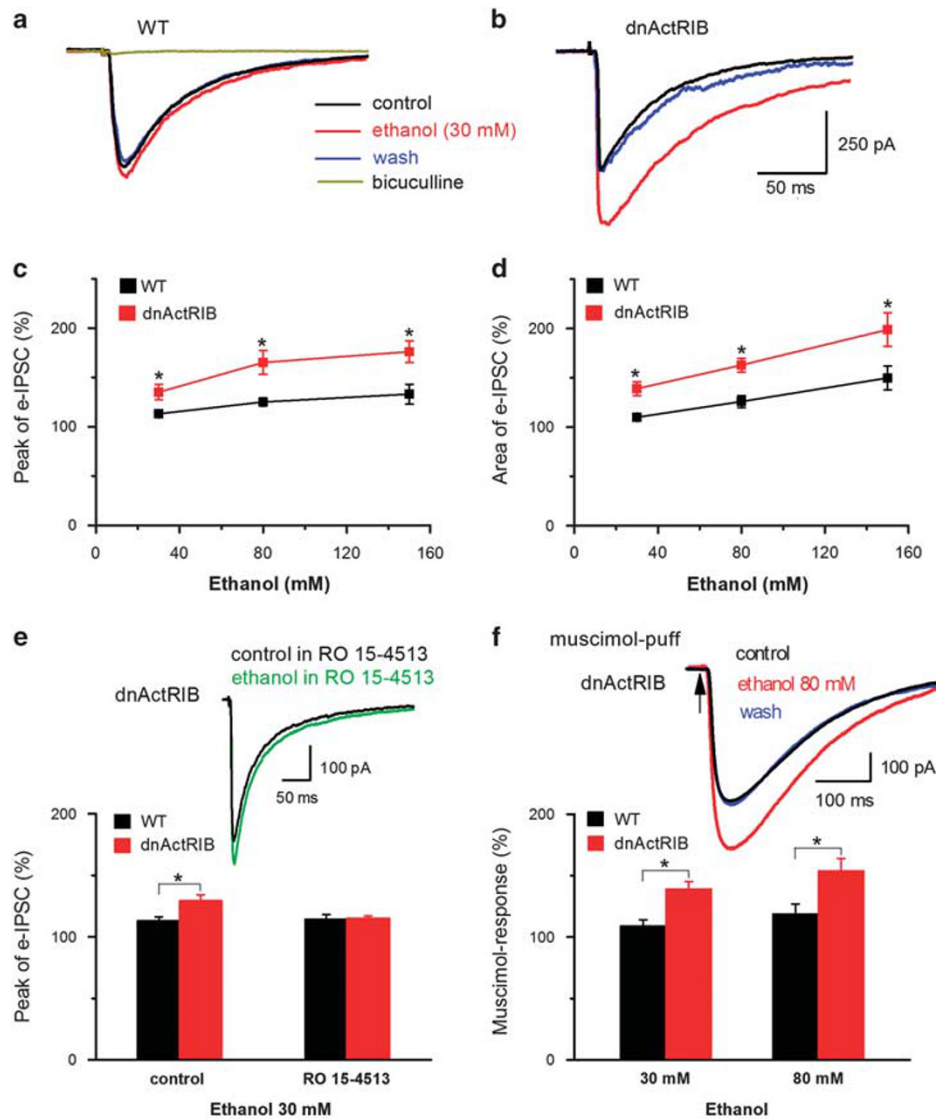 a
WT
control
ethanol (30 mM)
wash
bicuculline
b
dnActRIB
250 pA
50 ms
c
WT
dnActRIB
Peak of e-IPSC (%)
200
100
0
* * *
0 40 80 120 160
Ethanol (mM)
d
WT
dnActRIB
Area of e-IPSC (%)
200
100
0
* * *
0 40 80 120 160
Ethanol (mM)
e
control in RO 15-4513
ethanol in RO 15-4513
dnActRIB
100 pA
50 ms
WT
dnActRIB
Peak of e-IPSC (%)
200
100
0
*
control RO 15-4513
Ethanol 30 mM
f
muscimol-puff
control
dnActRIB
ethanol 80 mM
wash
100 pA
100 ms
WT
dnActRIB
Muscimol-response (%)
200
100
0
* *
30 mM 80 mM
Ethanol